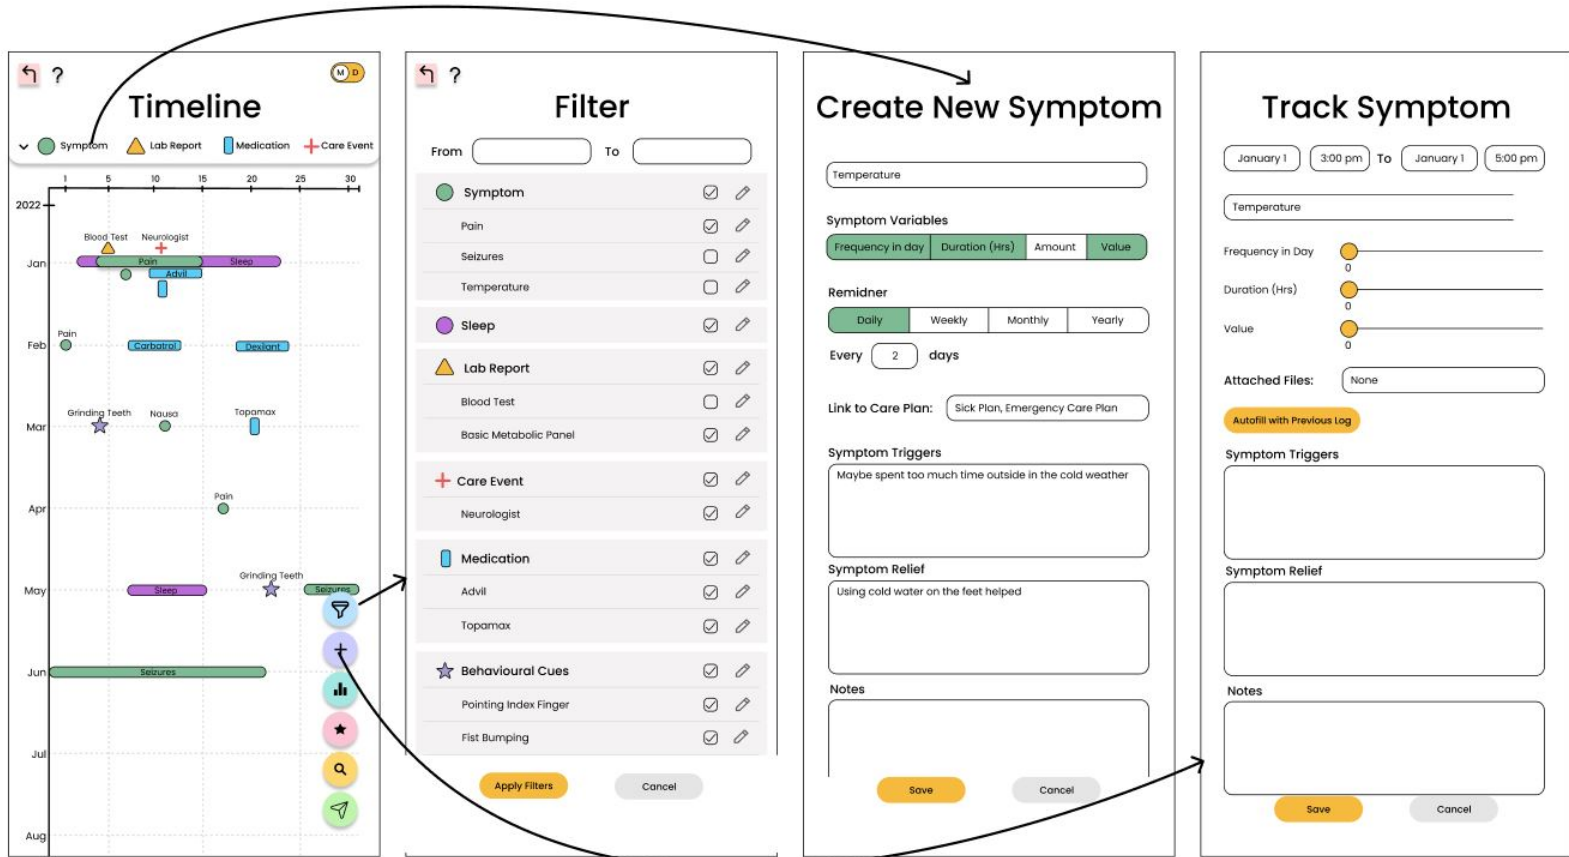 ?
M D
Timeline
Symptom Lab Report Medication Care Event
1 5 10 15 20 25 30
2022
Blood Test Neurologist
Jan Pain Sleep
Advil
Pain
Feb Carbatrol Dexilant
Grinding Teeth Nausa Topamax
Mar
Pain
Apr
Grinding Teeth
May Sleep Seizures
Jun Seizures
Jul
Aug
?
Filter
From To
Symptom
Pain
Seizures
Temperature
Sleep
Lab Report
Blood Test
Basic Metabolic Panel
Care Event
Neurologist
Medication
Advil
Topamax
Behavioural Cues
Pointing Index Finger
Fist Bumping
Apply Filters Cancel
Create New Symptom
Temperature
Symptom Variables
Frequency in day Duration (Hrs) Amount Value
Remidner
Daily Weekly Monthly Yearly
Every 2 days
Link to Care Plan: Sick Plan, Emergency Care Plan
Symptom Triggers
Maybe spent too much time outside in the cold weather
Symptom Relief
Using cold water on the feet helped
Notes
Save Cancel
Track Symptom
January 1 3:00 pm To January 1 5:00 pm
Temperature
Frequency in Day
0
Duration (Hrs)
0
Value
0
Attached Files: None
Autofill with Previous Log
Symptom Triggers
Symptom Relief
Notes
Save Cancel